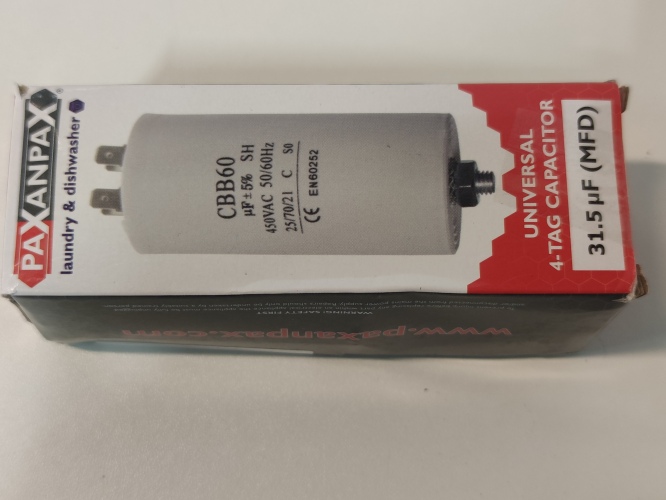 PAXANPAX
laundry & dishwasher
CBB60
µF±5% SH
450VAC 50/60Hz
25/70/21 C S0
CE EN60252
UNIVERSAL
4-TAG CAPACITOR
31.5 µF (MFD)
WARNING: SAFETY FIRST
www.paxanpax.com